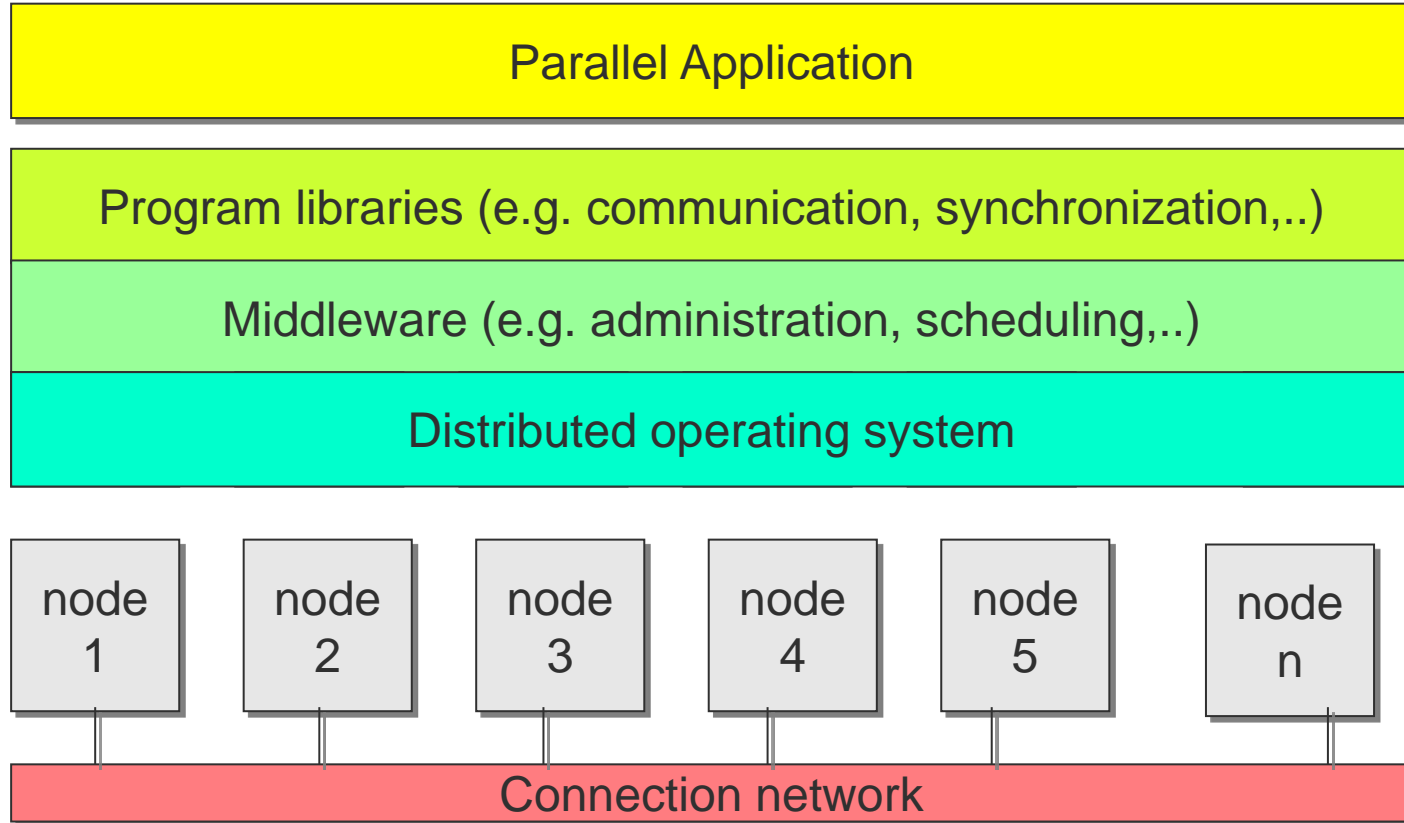 Parallel Application
Program libraries (e.g. communication, synchronization,..)
Middleware (e.g. administration, scheduling,..)
Distributed operating system
node
1
node
2
node
3
node
4
node
5
node
n
Connection network